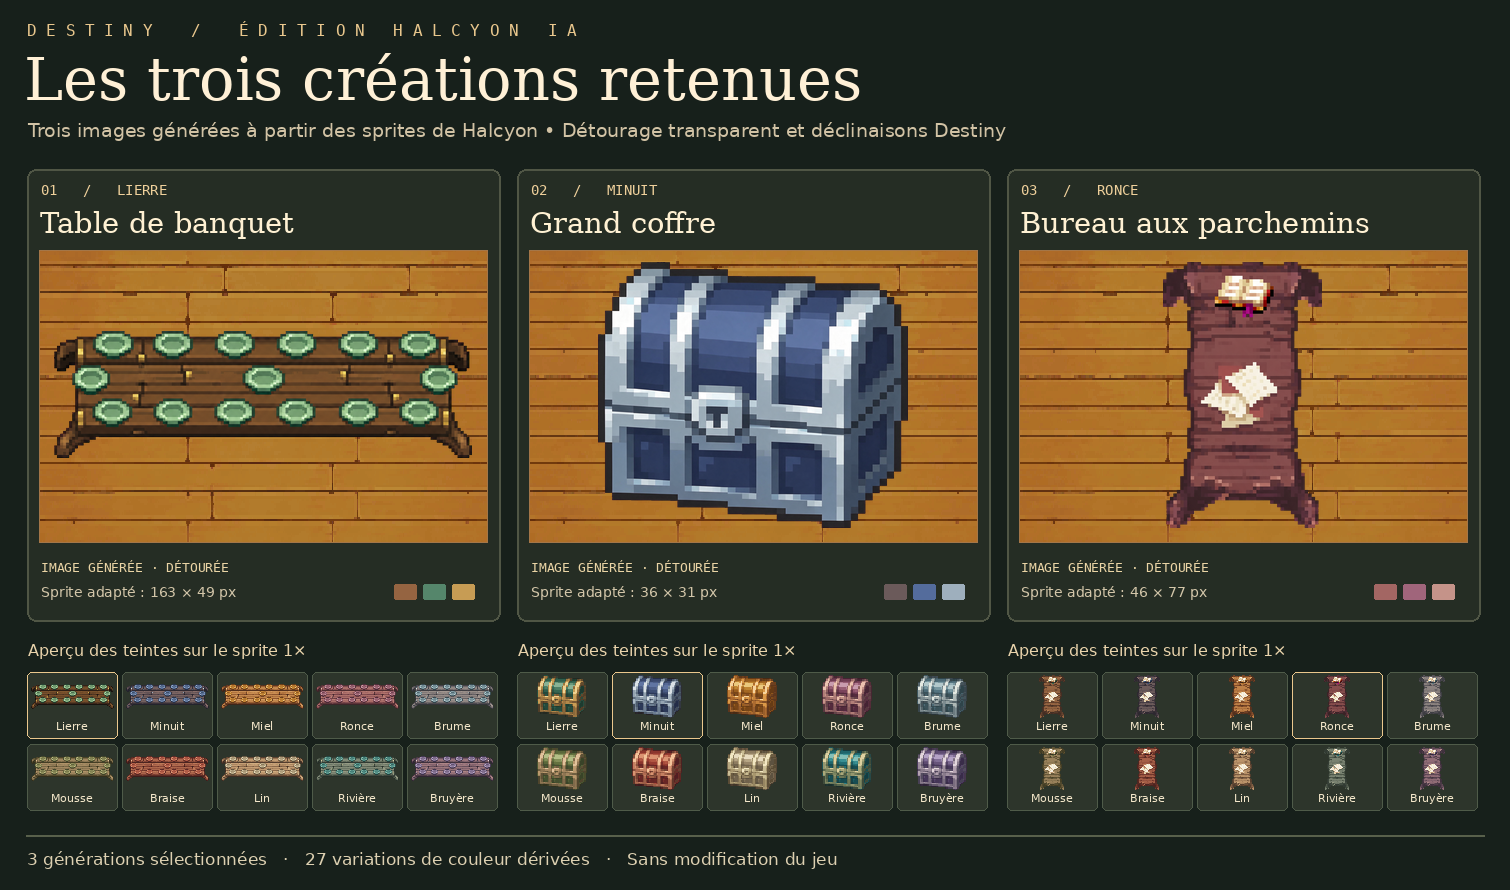 DESTINY / ÉDITION HALCYON IA
Les trois créations retenues
Trois images générées à partir des sprites de Halcyon • Détourage transparent et déclinaisons Destiny
01 / LIERRE
Table de banquet
IMAGE GÉNÉRÉE · DÉTOURÉE
Sprite adapté : 163 × 49 px
02 / MINUIT
Grand coffre
IMAGE GÉNÉRÉE · DÉTOURÉE
Sprite adapté : 36 × 31 px
03 / RONCE
Bureau aux parchemins
IMAGE GÉNÉRÉE · DÉTOURÉE
Sprite adapté : 46 × 77 px
Aperçu des teintes sur le sprite 1×
Lierre Minuit Miel Ronce Brume
Mousse Braise Lin Rivière Bruyère
Aperçu des teintes sur le sprite 1×
Lierre Minuit Miel Ronce Brume
Mousse Braise Lin Rivière Bruyère
Aperçu des teintes sur le sprite 1×
Lierre Minuit Miel Ronce Brume
Mousse Braise Lin Rivière Bruyère
3 générations sélectionnées · 27 variations de couleur dérivées · Sans modification du jeu